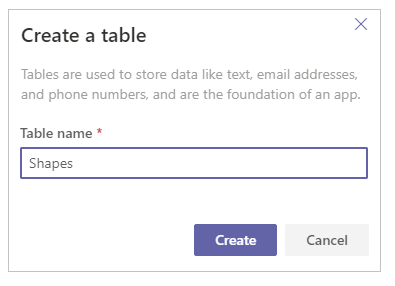 Create a table
Tables are used to store data like text, email addresses,
and phone numbers, and are the foundation of an app.
Table name *
Shapes
Create
Cancel